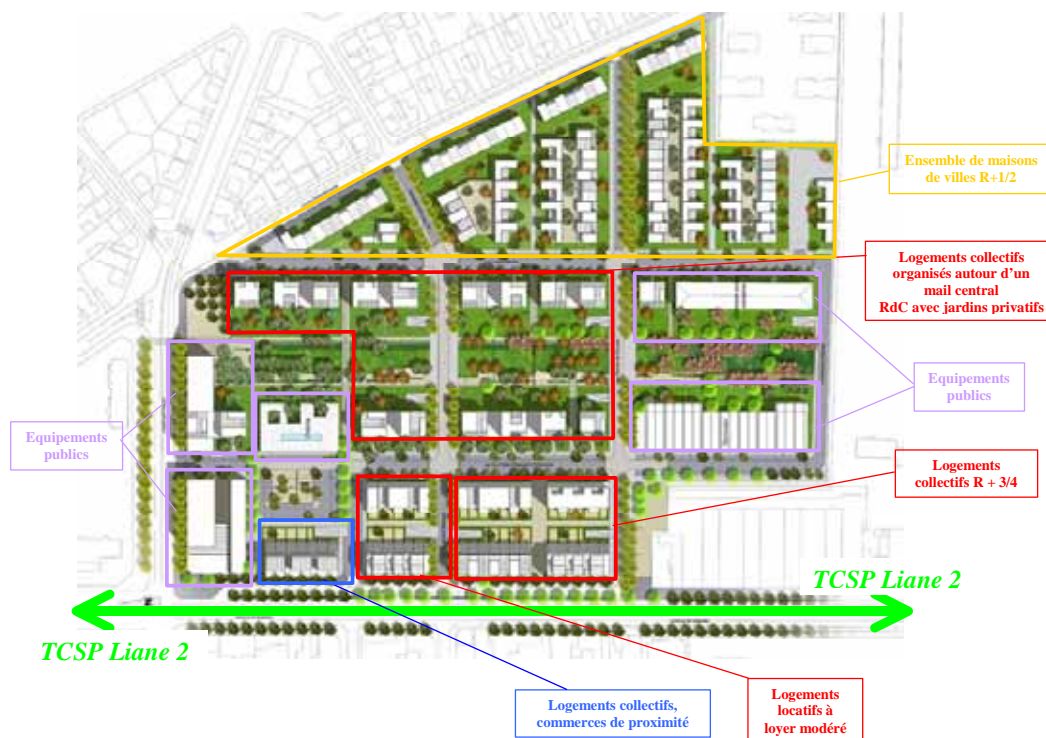 Ensemble de maisons
de villes R+1/2
Logements collectifs
organisés autour d'un
mail central
RdC avec jardins privatifs
Equipements
publics
Equipements
publics
Logements
collectifs R + 3/4
TCSP Liane 2
TCSP Liane 2
Logements collectifs,
commerces de proximité
Logements
locatifs à
loyer modéré